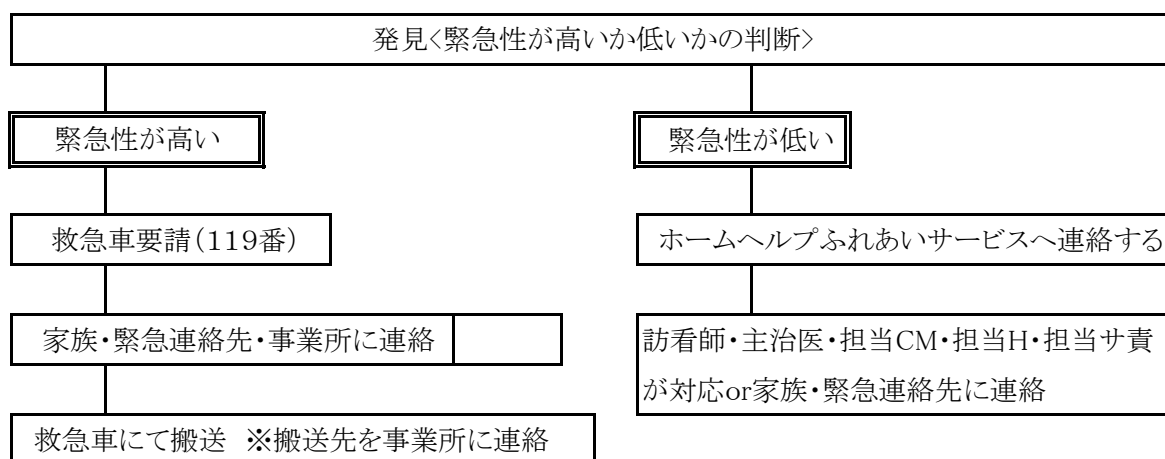 発見<緊急性が高いか低いかの判断>
緊急性が高い
緊急性が低い
救急車要請(119番)
ホームヘルプふれあいサービスへ連絡する
家族・緊急連絡先・事業所に連絡
訪看師・主治医・担当CM・担当H・担当サ責
が対応or家族・緊急連絡先に連絡
救急車にて搬送 ※搬送先を事業所に連絡